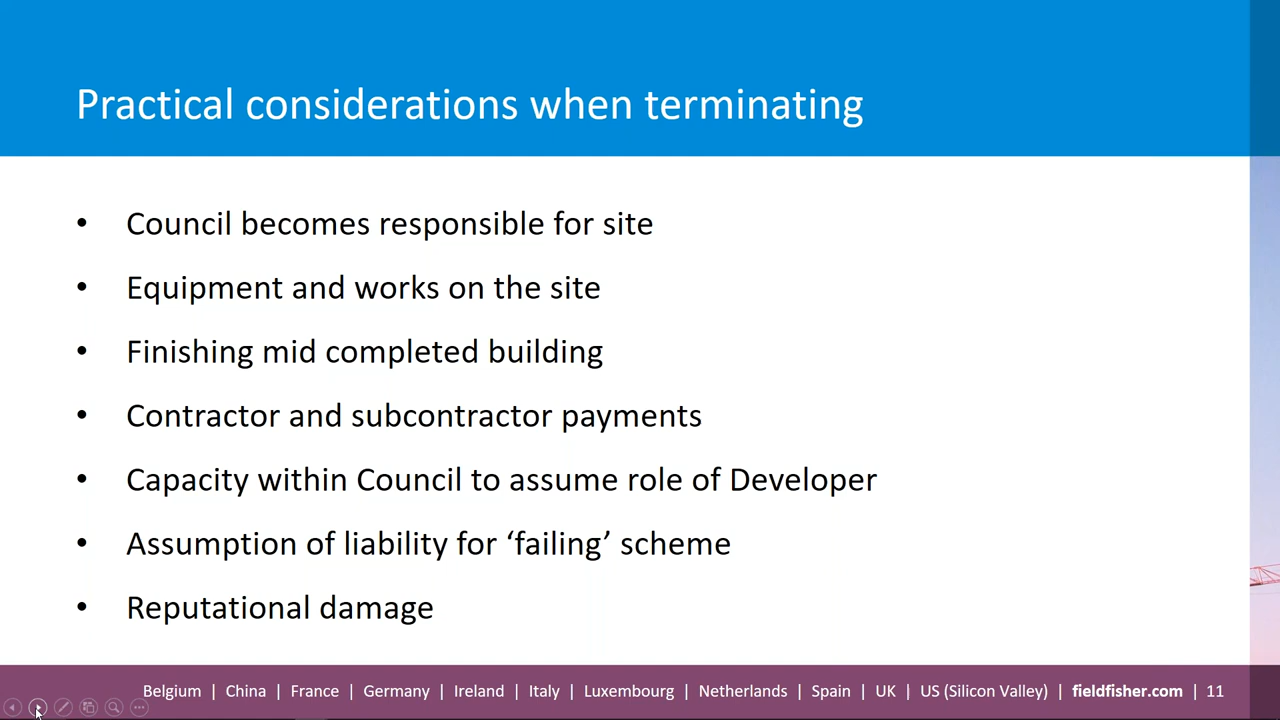 Practical considerations when terminating
• Council becomes responsible for site
• Equipment and works on the site
• Finishing mid completed building
• Contractor and subcontractor payments
• Capacity within Council to assume role of Developer
• Assumption of liability for ‘failing’ scheme
• Reputational damage
Belgium | China | France | Germany | Ireland | Italy | Luxembourg | Netherlands | Spain | UK | US (Silicon Valley) | fieldfisher.com | 11